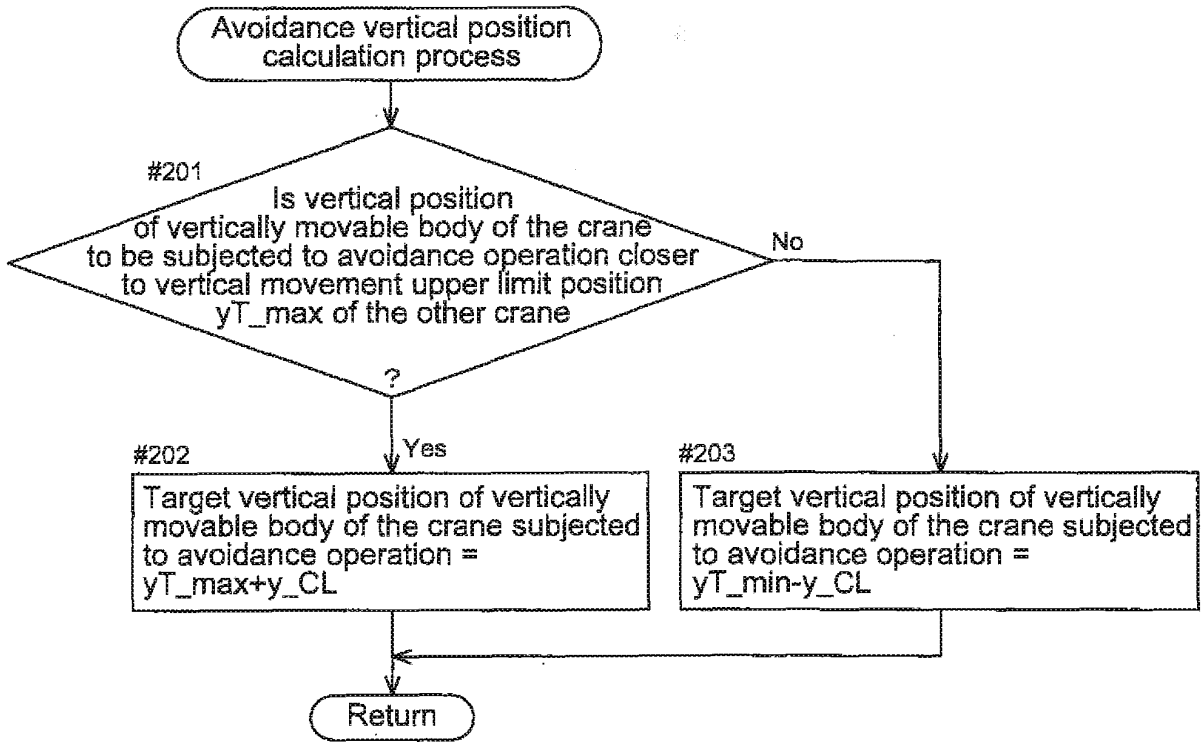 Avoidance vertical position
calculation process
#201
Is vertical position
of vertically movable body of the crane
to be subjected to avoidance operation closer
to vertical movement upper limit position
yT_max of the other crane
?
No
Yes
#202
Target vertical position of vertically
movable body of the crane subjected
to avoidance operation =
yT_max+y_CL
#203
Target vertical position of vertically
movable body of the crane subjected
to avoidance operation =
yT_min-y_CL
Return